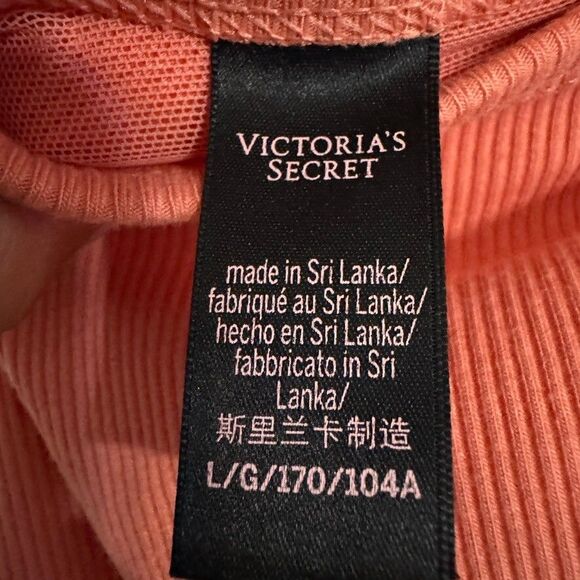 VICTORIA'S
SECRET
made in Sri Lanka/
fabriqué au Sri Lanka/
hecho en Sri Lanka/
fabbricato in Sri
Lanka/
斯里兰卡制造
L/G/170/104A